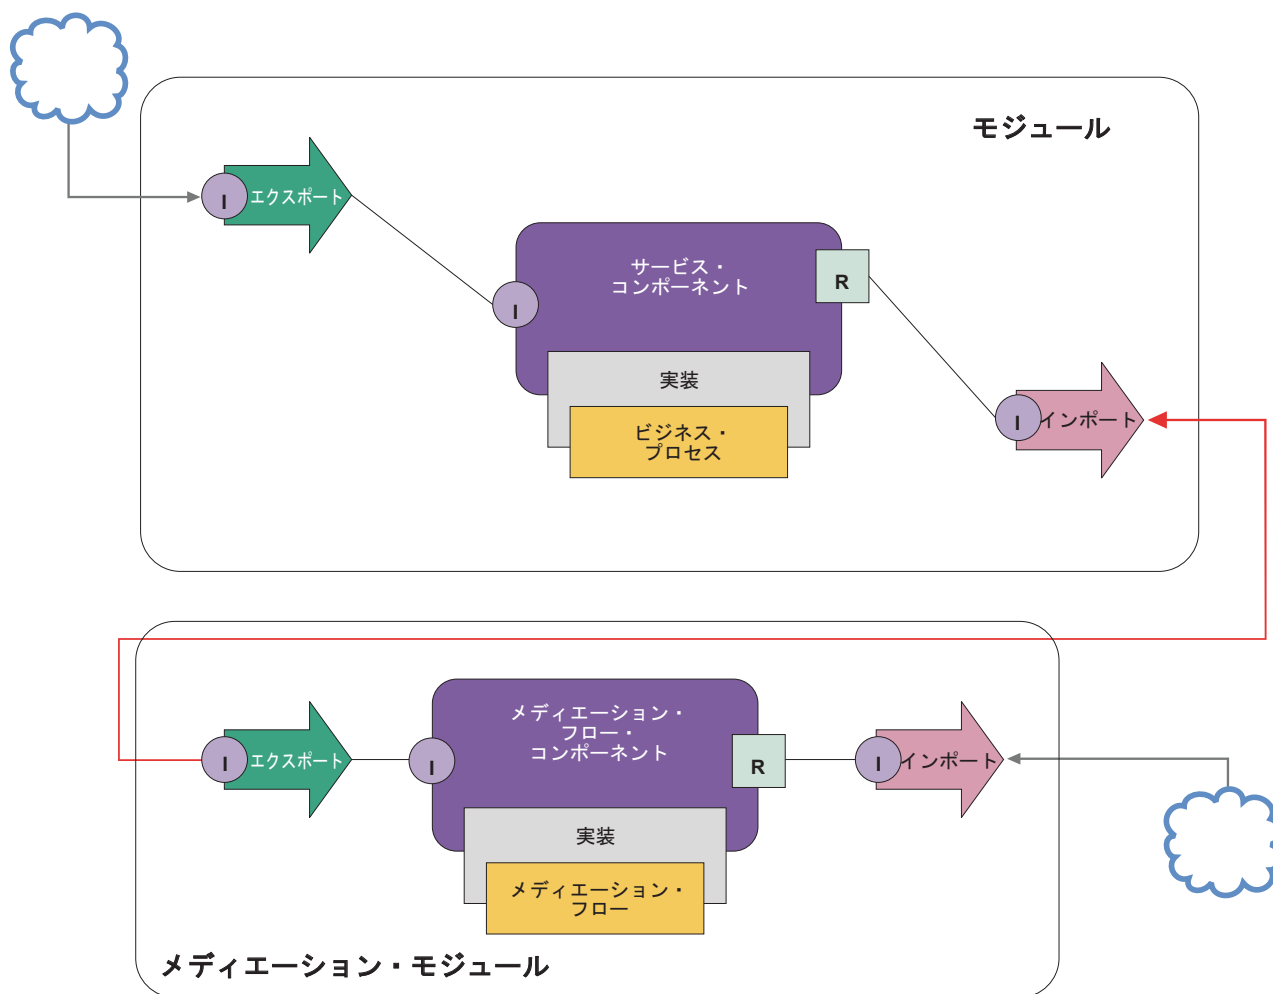 モジュール
I
エクスポート
サービス・
コンポーネント
R
I
実装
ビジネス・
プロセス
I
インポート
メディエーション・
フロー・
コンポーネント
I
エクスポート
I
R
I
インポート
実装
メディエーション・
フロー
メディエーション・モジュール